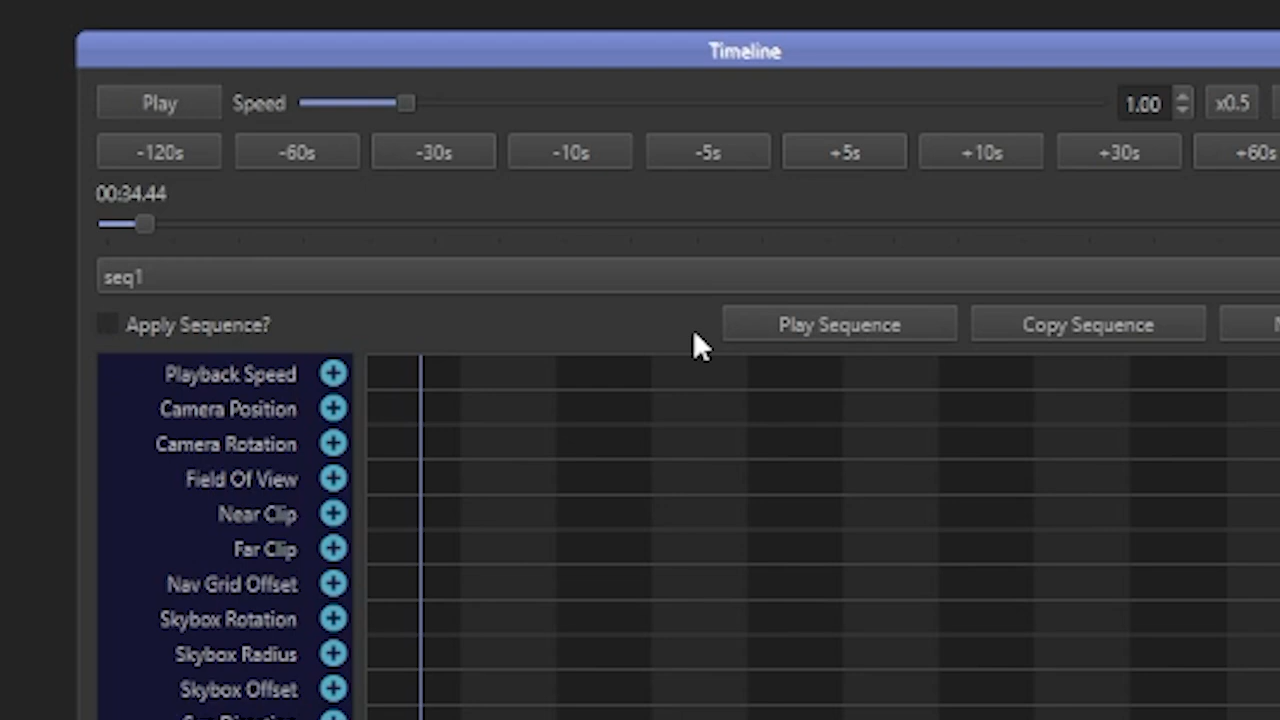 Timeline
Play Speed 1.00 x0.5
-120s -60s -30s -10s -5s +5s +10s +30s +60s
00:34.44
seq1
Apply Sequence? Play Sequence Copy Sequence
Playback Speed
Camera Position
Camera Rotation
Field Of View
Near Clip
Far Clip
Nav Grid Offset
Skybox Rotation
Skybox Radius
Skybox Offset